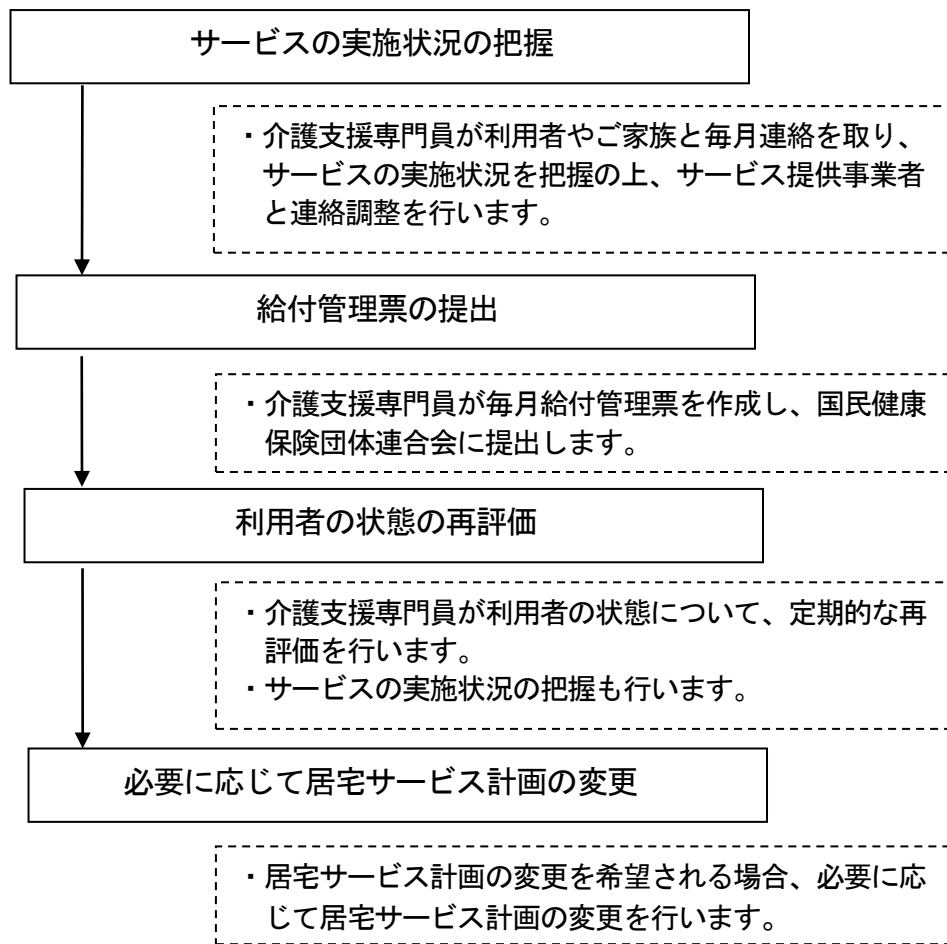 サービスの実施状況の把握
・介護支援専門員が利用者やご家族と毎月連絡を取り、
サービスの実施状況を把握の上、サービス提供事業者
と連絡調整を行います。
給付管理票の提出
・介護支援専門員が毎月給付管理票を作成し、国民健康
保険団体連合会に提出します。
利用者の状態の再評価
・介護支援専門員が利用者の状態について、定期的な再
評価を行います。
・サービスの実施状況の把握も行います。
必要に応じて居宅サービス計画の変更
・居宅サービス計画の変更を希望される場合、必要に応
じて居宅サービス計画の変更を行います。